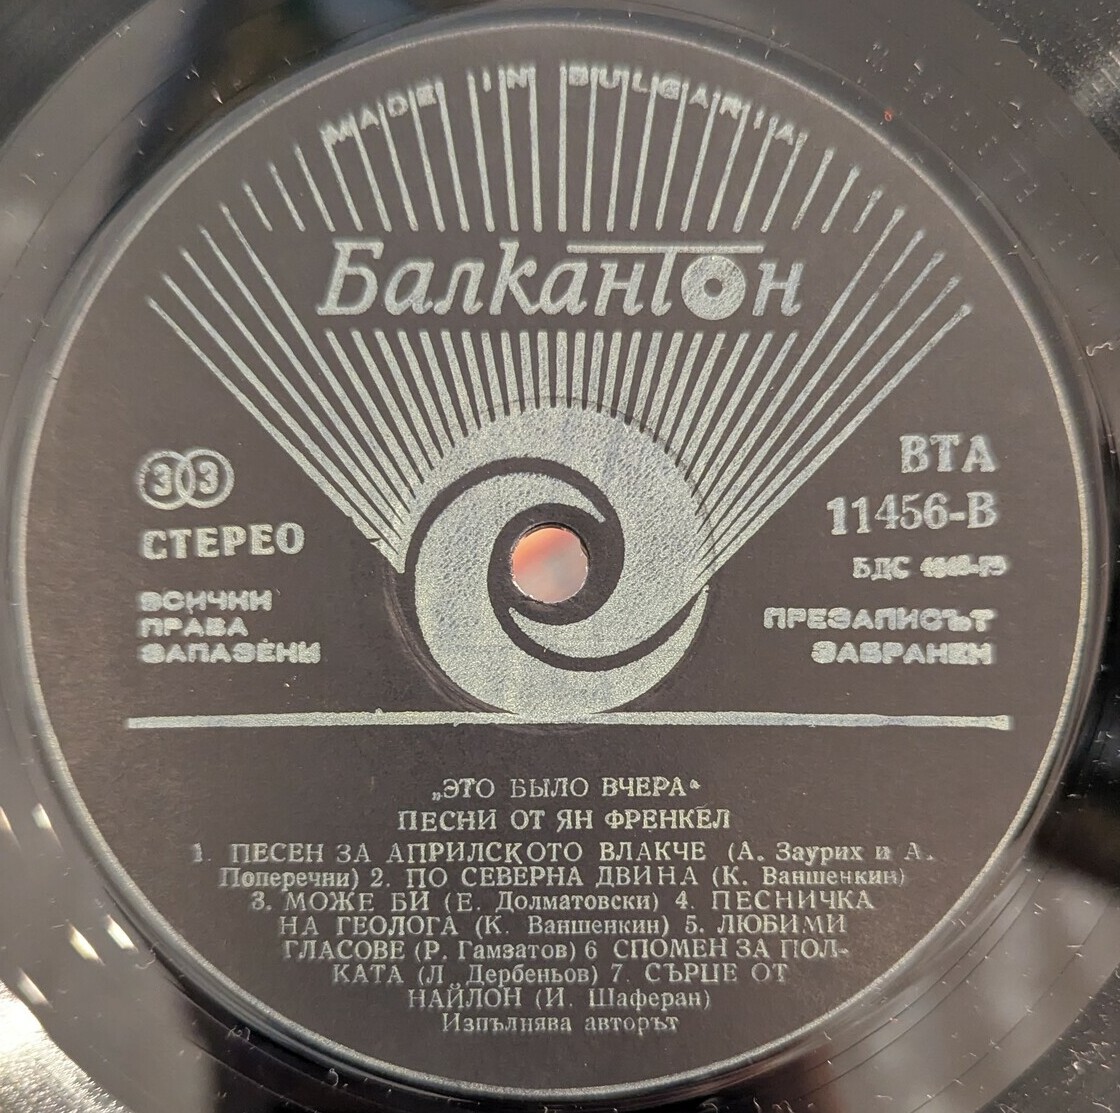 MADE IN BULGARIA
Балкантон
33
СТЕРЕО
ВСИЧКИ
ПРАВА
ЗАПАЗЕНИ
ВТА
11456-В
БДС
ПРЕЗАПИСЪТ
ЗАБРАНЕН
„ЭТО БЫЛО ВЧЕРА“
ПЕСНИ ОТ ЯН ФРЕНКЕЛ
1. ПЕСЕН ЗА АПРИЛСКОТО ВЛАКЧЕ (А. Заурих и А.
Поперечни) 2. ПО СЕВЕРНА ДВИНА (К. Ваншенкин)
3. МОЖЕ БИ (Е. Долматовски) 4. ПЕСНИЧКА
НА ГЕОЛОГА (К. Ваншенкин) 5. ЛЮБИМИ
ГЛАСОВЕ (Р. Гамзатов) 6 СПОМЕН ЗА ПОЛ-
КАТА (Л. Дербеньов) 7. СЪРЦЕ ОТ
НАЙЛОН (И. Шаферан)
Изпълнява авторът